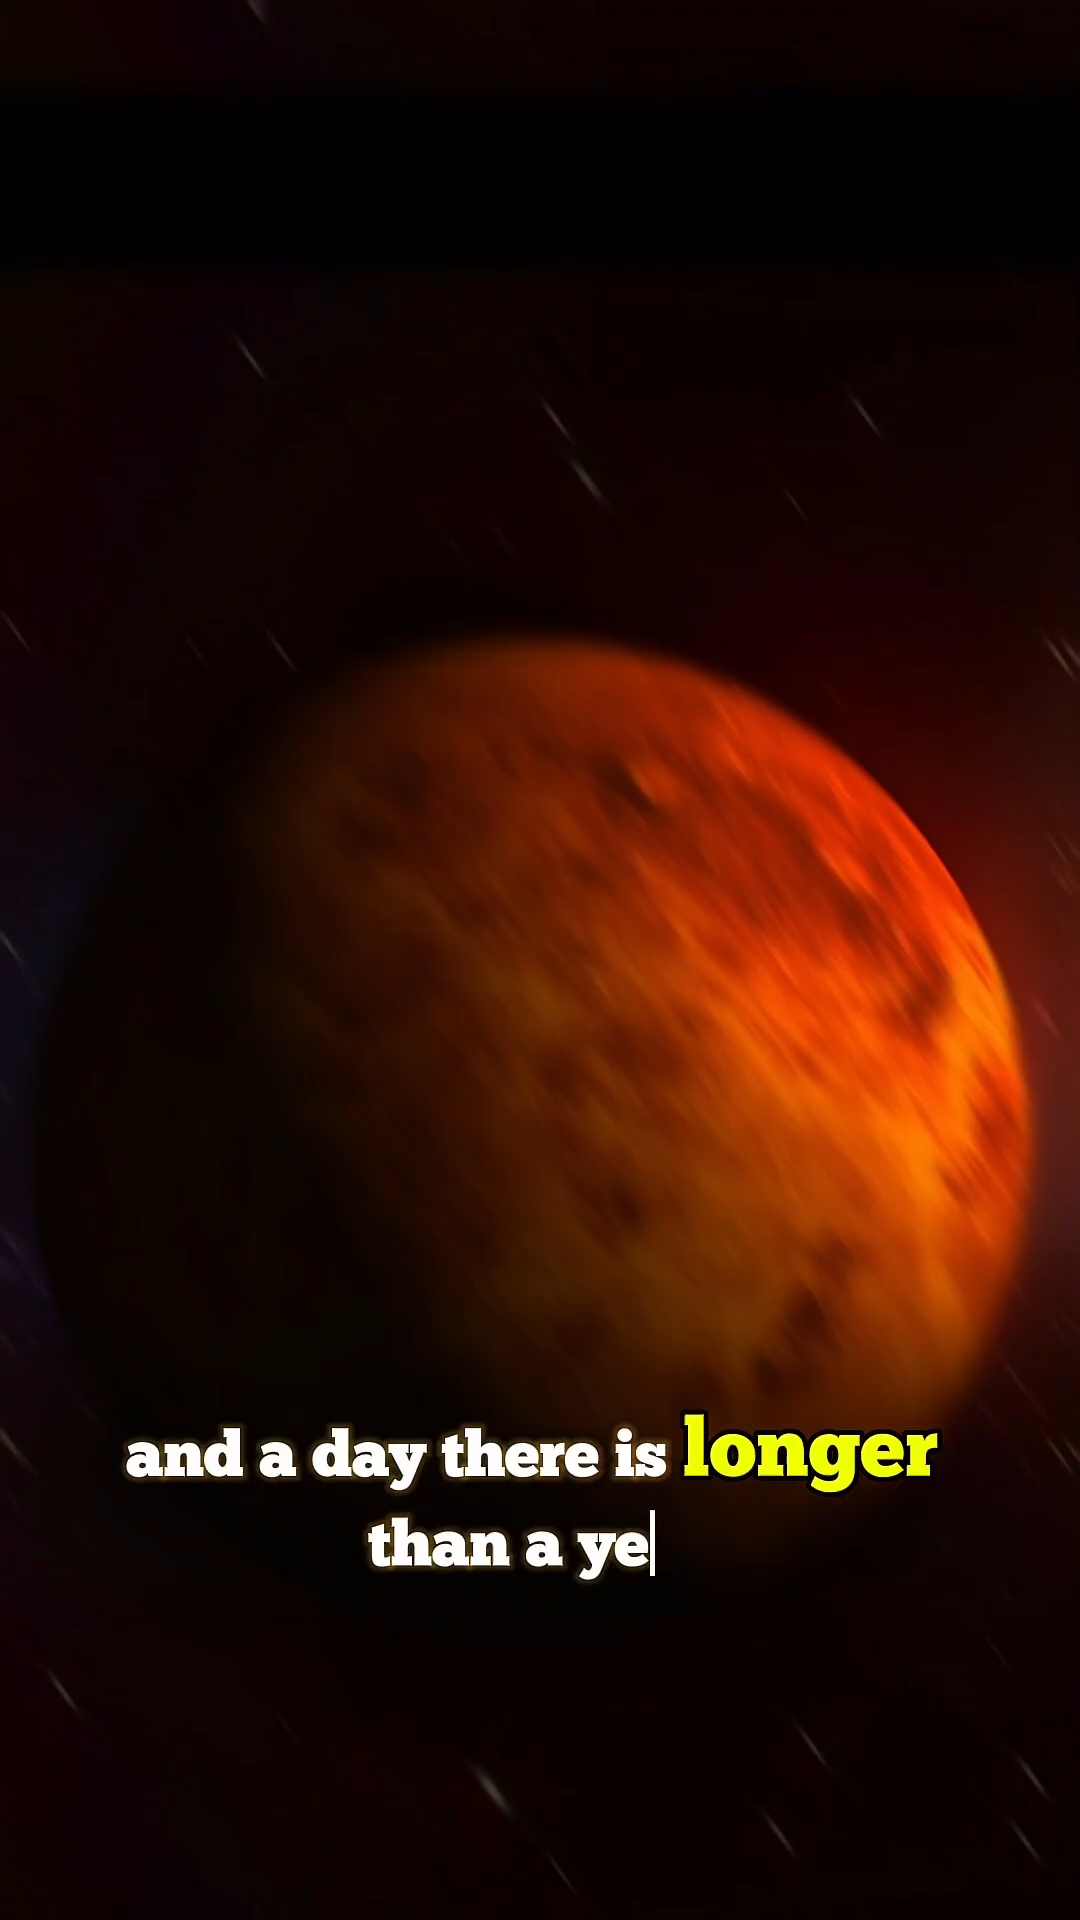 and a day there is longer
than a ye